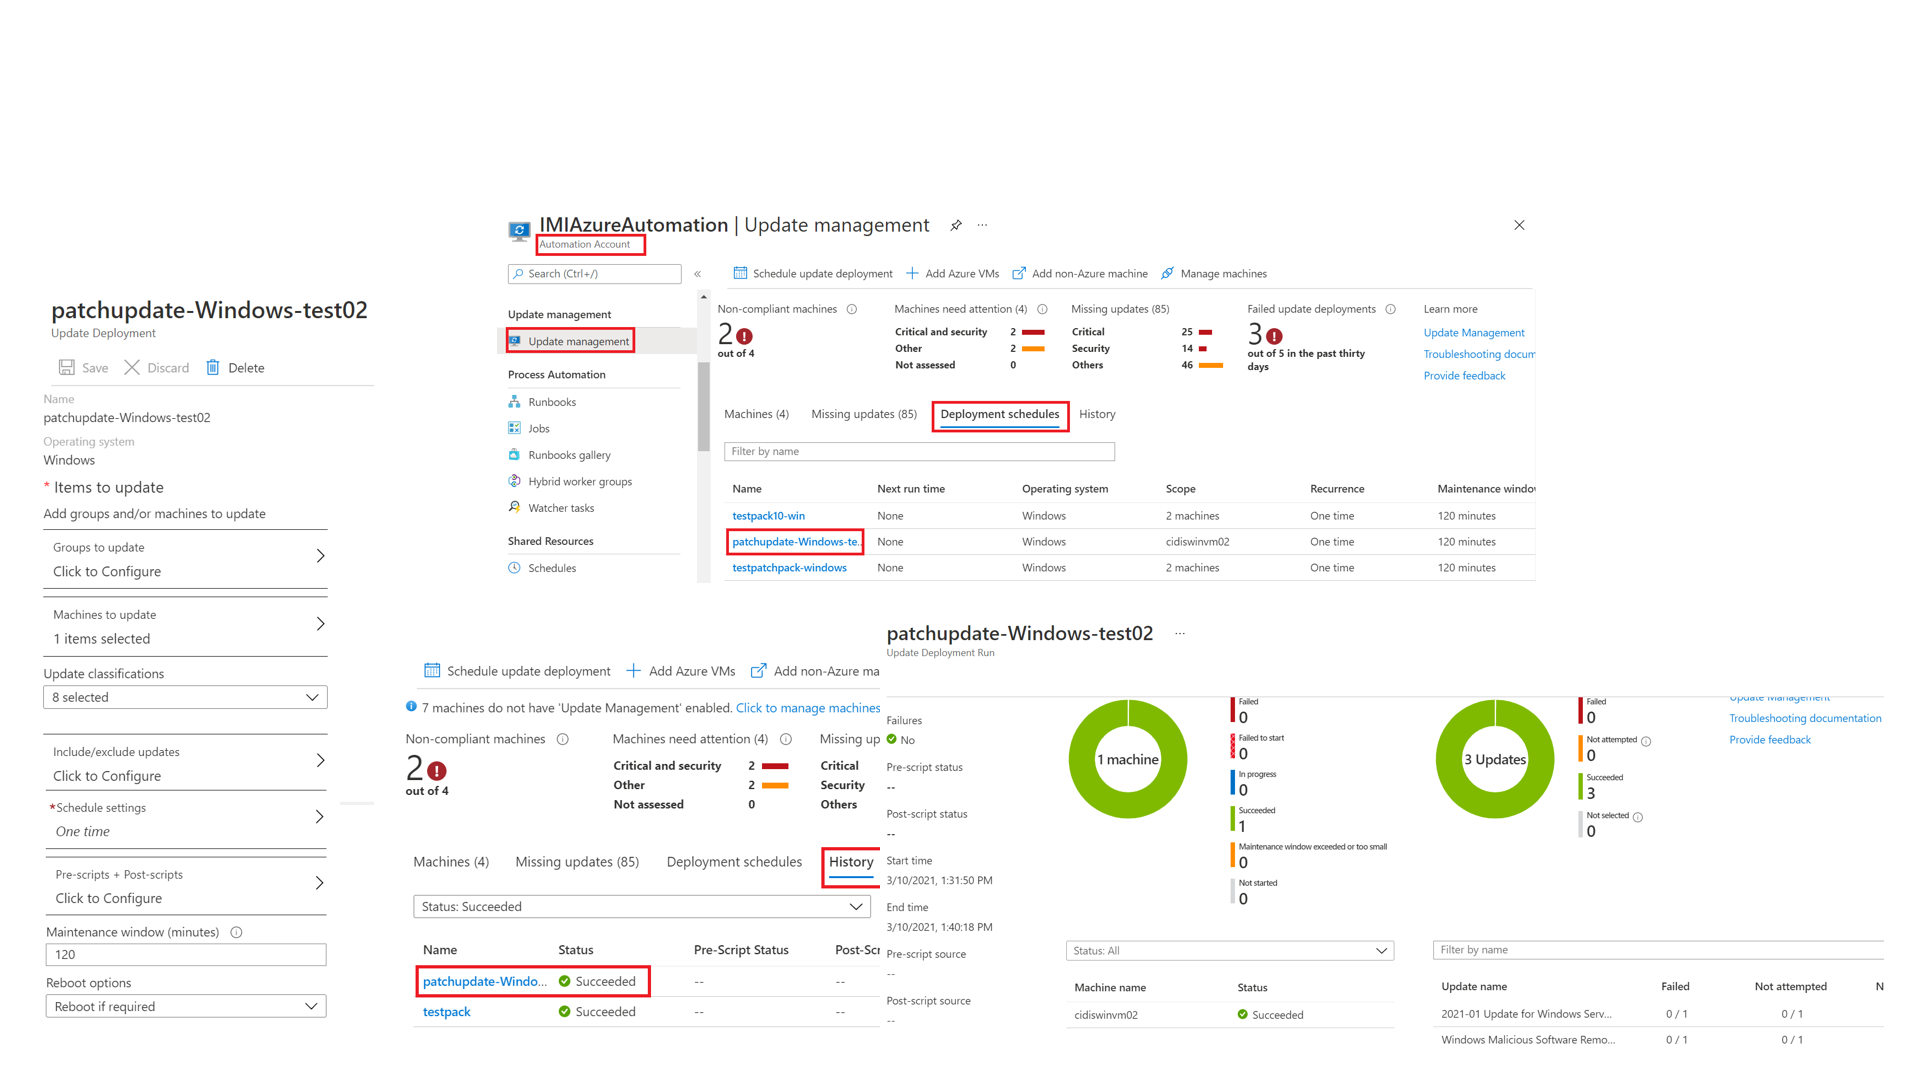 patchupdate-Windows-test02
Update Deployment
Save
Discard
Delete
Name
patchupdate-Windows-test02
Operating system
Windows
* Items to update
Add groups and/or machines to update
Groups to update
Click to Configure
Machines to update
1 items selected
Update classifications
8 selected
Include/exclude updates
Click to Configure
*Schedule settings
One time
Pre-scripts + Post-scripts
Click to Configure
Maintenance window (minutes)
120
Reboot options
Reboot if required
IMIAzureAutomation | Update management
Automation Account
Search (Ctrl+/)
«
Update management
Update management
Process Automation
Runbooks
Jobs
Runbooks gallery
Hybrid worker groups
Watcher tasks
Shared Resources
Schedules
Schedule update deployment
Add Azure VMs
Add non-Azure machine
Manage machines
Non-compliant machines
2
out of 4
Machines need attention (4)
Critical and security 2
Other 2
Not assessed 0
Missing updates (85)
Critical 25
Security 14
Others 46
Failed update deployments
3
out of 5 in the past thirty
days
Learn more
Update Management
Troubleshooting docum
Provide feedback
Machines (4) Missing updates (85) Deployment schedules History
Filter by name
Name Next run time Operating system Scope Recurrence Maintenance windov
testpack10-win None Windows 2 machines One time 120 minutes
patchupdate-Windows-te... None Windows cidiswinvm02 One time 120 minutes
testpatchpack-windows None Windows 2 machines One time 120 minutes
Schedule update deployment
Add Azure VMs
Add non-Azure ma
7 machines do not have 'Update Management' enabled. Click to manage machines
Non-compliant machines
2
out of 4
Machines need attention (4)
Critical and security 2
Other 2
Not assessed 0
Missing up
Critical
Security
Others
Machines (4) Missing updates (85) Deployment schedules History
Status: Succeeded
Name Status Pre-Script Status Post-Scr
patchupdate-Windo... Succeeded -- --
testpack Succeeded -- --
patchupdate-Windows-test02
Update Deployment Run
Failures
No
Pre-script status
--
Post-script status
--
Start time
3/10/2021, 1:31:50 PM
End time
3/10/2021, 1:40:18 PM
Pre-script source
--
Post-script source
--
1 machine
Failed
0
Failed to start
0
In progress
0
Succeeded
1
Maintenance window exceeded or too small
0
Not started
0
3 Updates
Failed
0
Not attempted
0
Succeeded
3
Not selected
0
Update Management
Troubleshooting documentation
Provide feedback
Status: All
Machine name Status
cidiswinvm02 Succeeded
Filter by name
Update name Failed Not attempted N
2021-01 Update for Windows Serv... 0 / 1 0 / 1
Windows Malicious Software Remo... 0 / 1 0 / 1